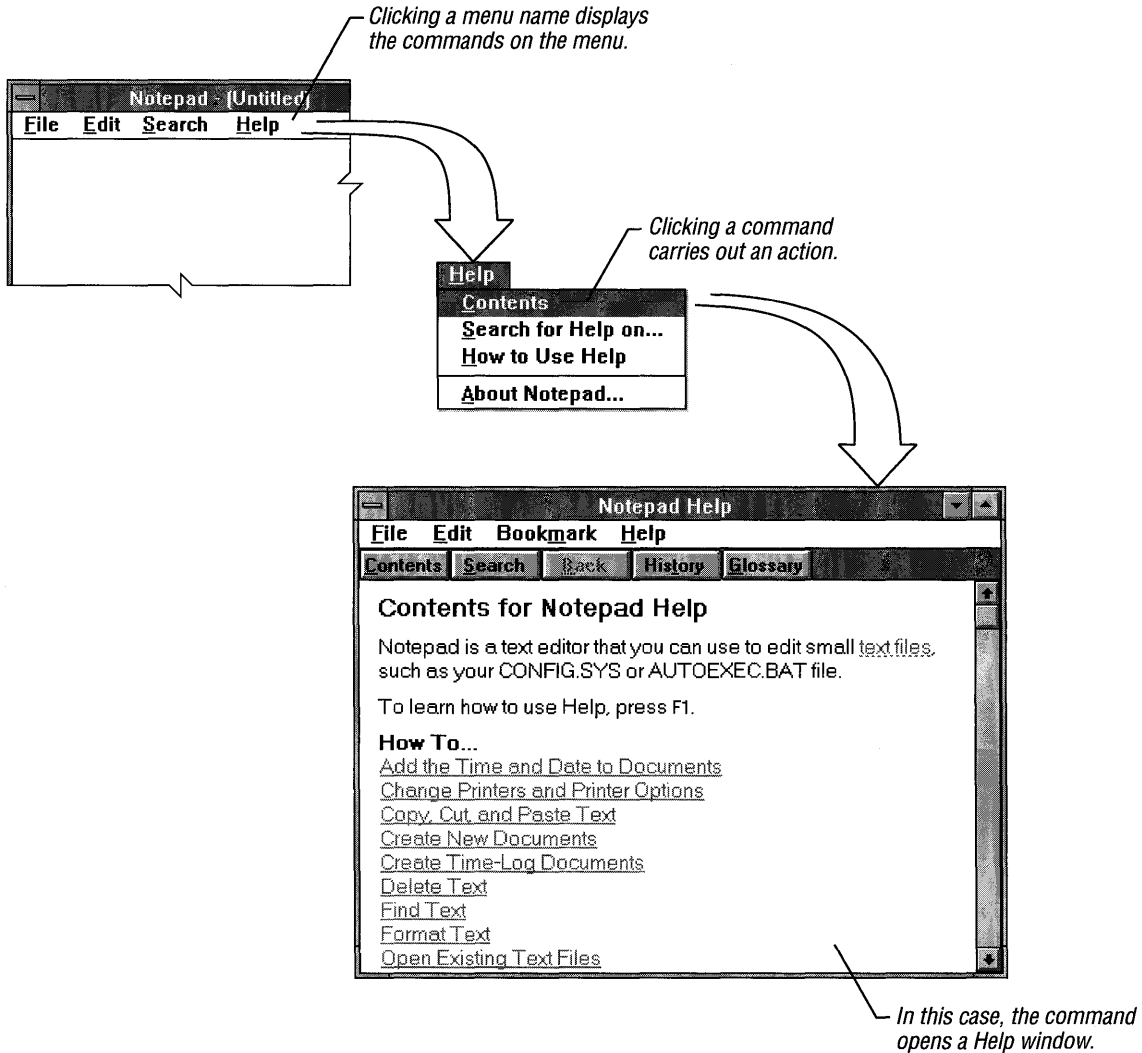 Clicking a menu name displays
the commands on the menu.
Notepad - (Untitled)
File Edit Search Help
Clicking a command
carries out an action.
Help
Contents
Search for Help on...
How to Use Help
About Notepad...
Notepad Help
File Edit Bookmark Help
Contents Search Back History Glossary
Contents for Notepad Help
Notepad is a text editor that you can use to edit small text files,
such as your CONFIG.SYS or AUTOEXEC.BAT file.
To learn how to use Help, press F1.
How To...
Add the Time and Date to Documents
Change Printers and Printer Options
Copy, Cut, and Paste Text
Create New Documents
Create Time-Log Documents
Delete Text
Find Text
Format Text
Open Existing Text Files
In this case, the command
opens a Help window.